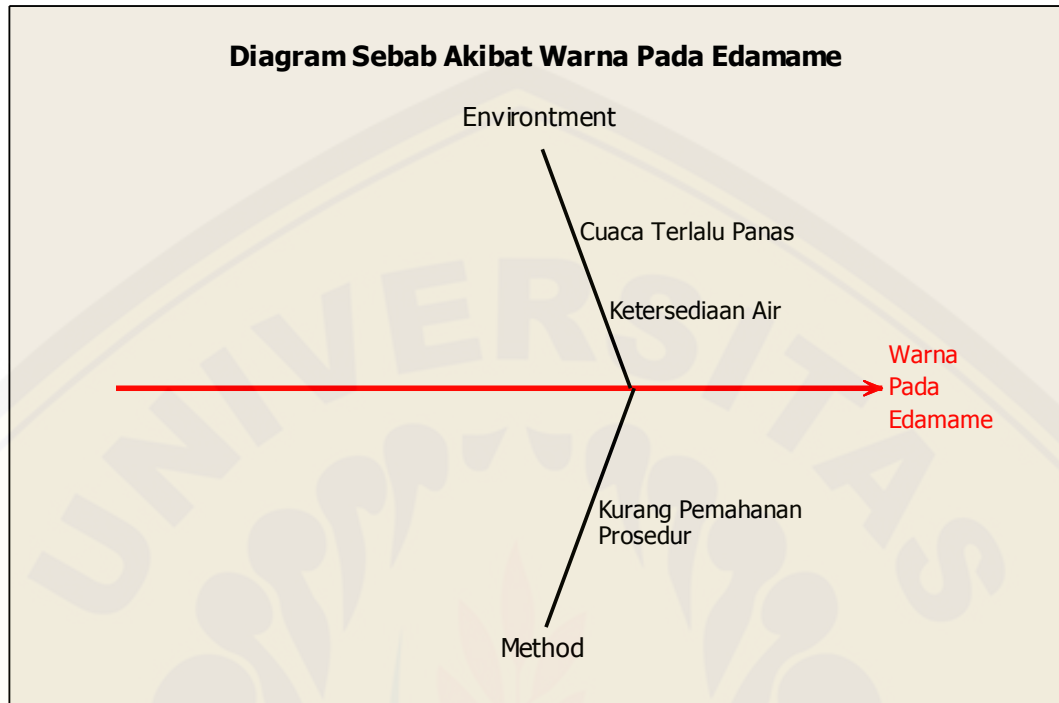 Diagram Sebab Akibat Warna Pada Edamame
Environtment
Cuaca Terlalu Panas
Ketersediaan Air
Warna
Pada
Edamame
Kurang Pemahanan
Prosedur
Method
UNIVERSITAS